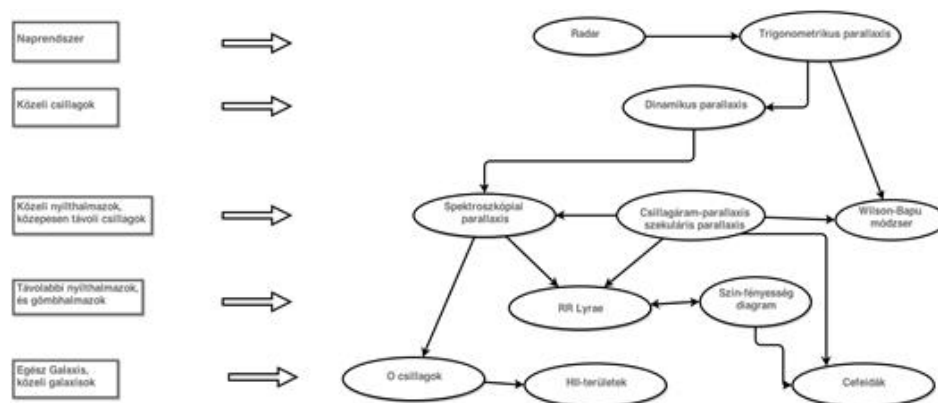 Naprendszer
Radar
Trigonometrikus parallaxis
Közeli csillagok
Dinamikus parallaxis
Közeli nyílthalmazok,
közepesen távoli csillagok
Spektroszkópiai
parallaxis
Csillagáram-parallaxis
szekuláris parallaxis
Wilson-Bapu
módszer
Távolabbi nyílthalmazok,
és gömbhalmazok
RR Lyrae
Szín-fényesség
diagram
Egész Galaxis,
közeli galaxisok
O csillagok
HII-területek
Cefeidák